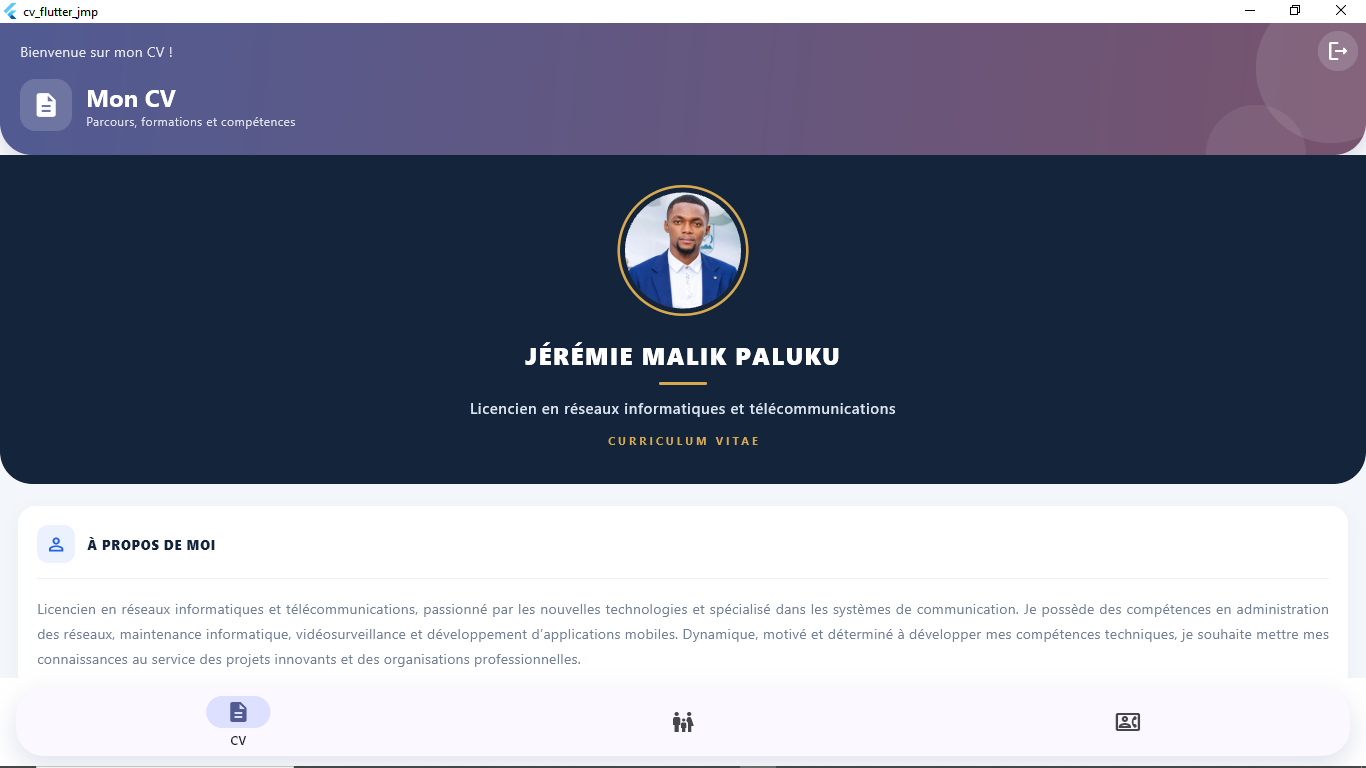 cv_flutter_jmp
Bienvenue sur mon CV !
Mon CV
Parcours, formations et compétences
JÉRÉMIE MALIK PALUKU
Licencien en réseaux informatiques et télécommunications
CURRICULUM VITAE
À PROPOS DE MOI
Licencien en réseaux informatiques et télécommunications, passionné par les nouvelles technologies et spécialisé dans les systèmes de communication. Je possède des compétences en administration
des réseaux, maintenance informatique, vidéosurveillance et développement d'applications mobiles. Dynamique, motivé et déterminé à développer mes compétences techniques, je souhaite mettre mes
connaissances au service des projets innovants et des organisations professionnelles.
CV